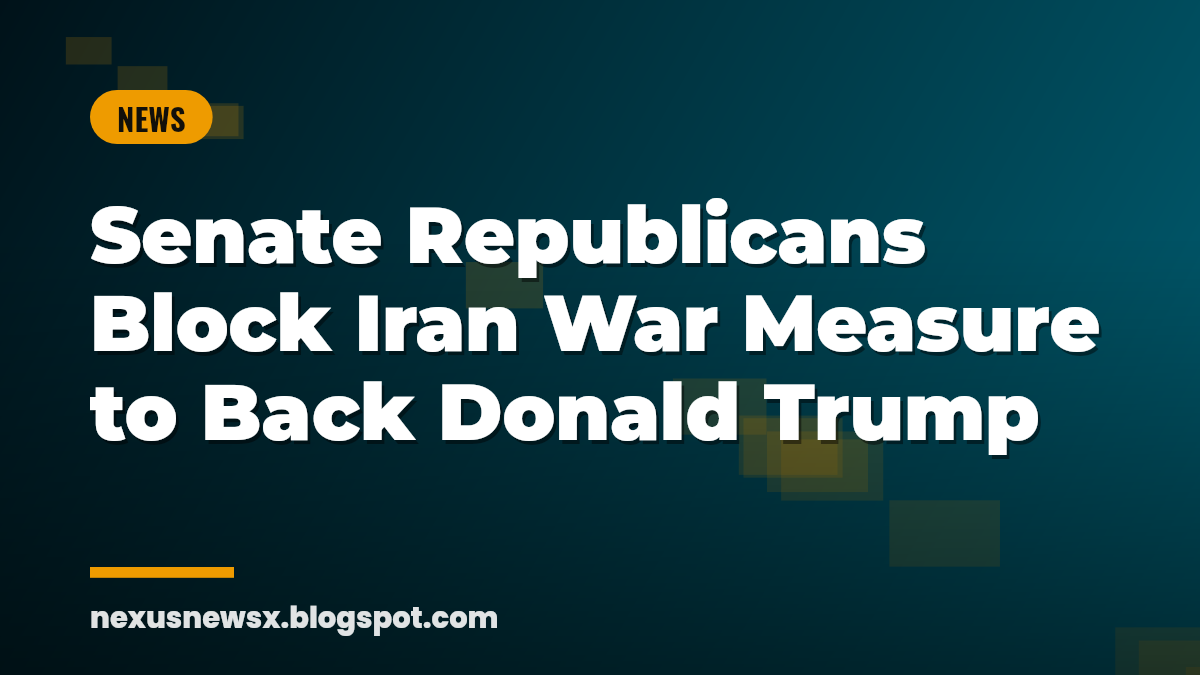 NEWS
Senate Republicans
Block Iran War Measure
to Back Donald Trump
nexusnewsx.blogspot.com